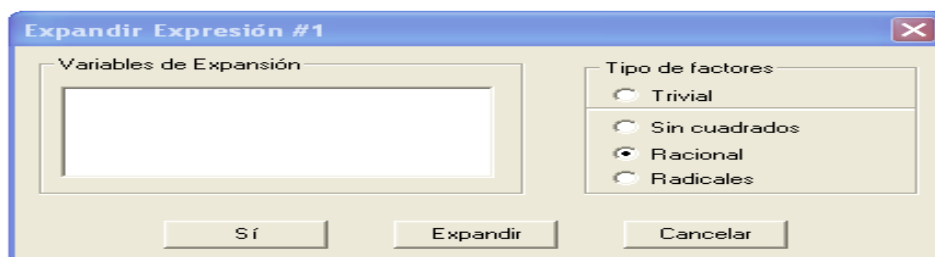 Expandir Expresión #1
Variables de Expansión
Tipo de factores
Trivial
Sin cuadrados
Racional
Radicales
Sí
Expandir
Cancelar